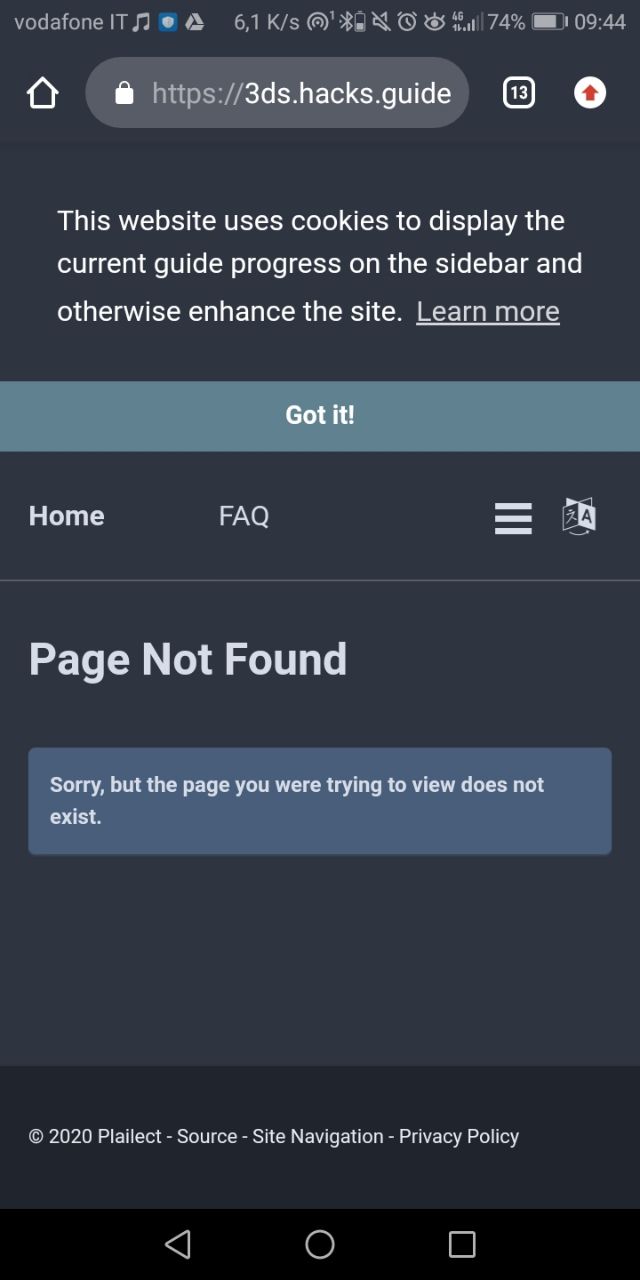 vodafone IT 6,1 K/s 1 4G 74% 09:44
https://3ds.hacks.guide 13
This website uses cookies to display the
current guide progress on the sidebar and
otherwise enhance the site. Learn more
Got it!
Home FAQ 文 A
Page Not Found
Sorry, but the page you were trying to view does not
exist.
© 2020 Plailect - Source - Site Navigation - Privacy Policy